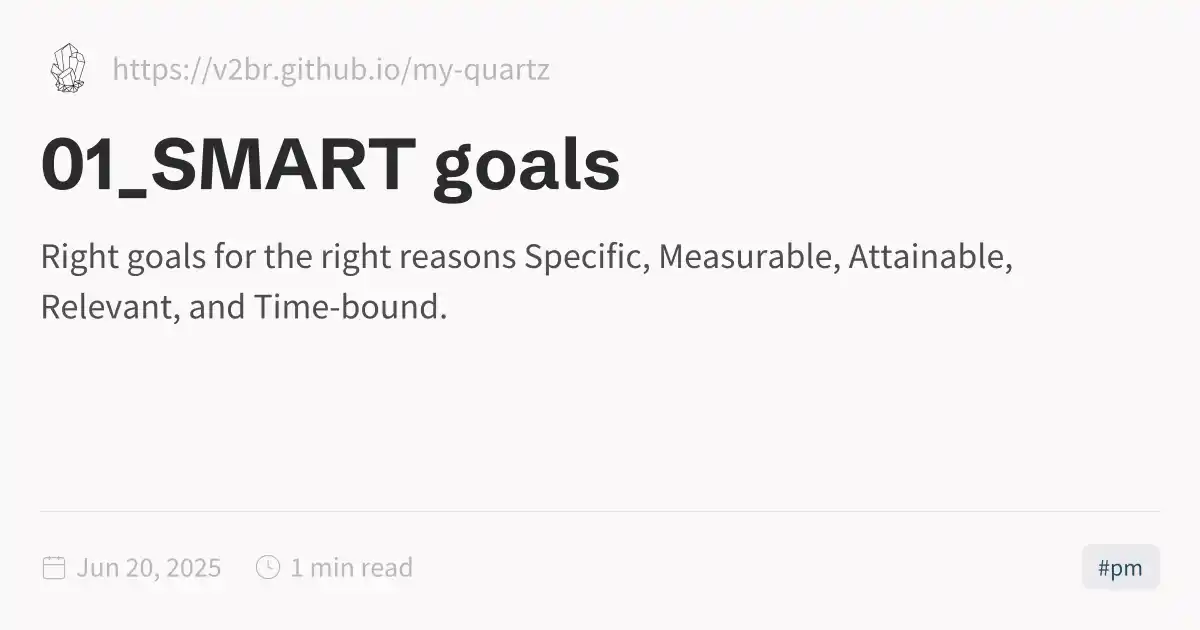 https://v2br.github.io/my-quartz
01_SMART goals
Right goals for the right reasons Specific, Measurable, Attainable,
Relevant, and Time-bound.
Jun 20, 2025
1 min read
#pm